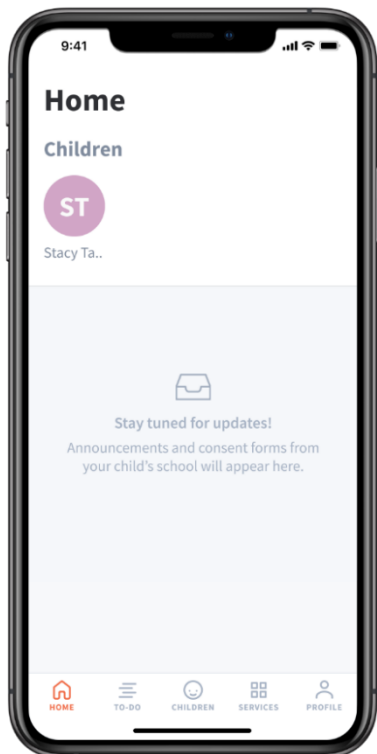 9:41
Home
Children
ST
Stacy Ta..
Stay tuned for updates!
Announcements and consent forms from
your child's school will appear here.
HOME TO-DO CHILDREN SERVICES PROFILE